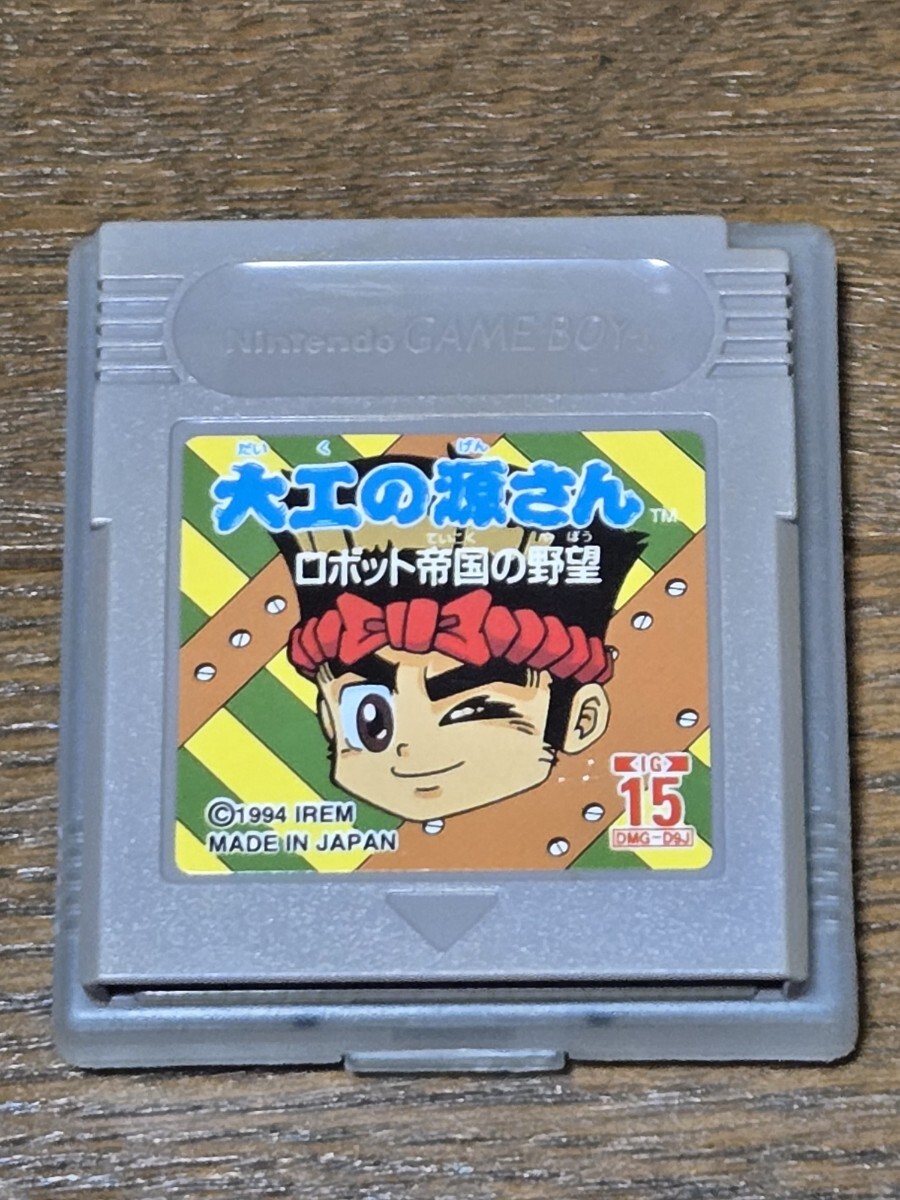 Nintendo GAME BOY
だい く げん
大工の源さん
TM
ていこく やぼう
ロボット帝国の野望
©1994 IREM
MADE IN JAPAN
<IG>
15
DMG-D9J